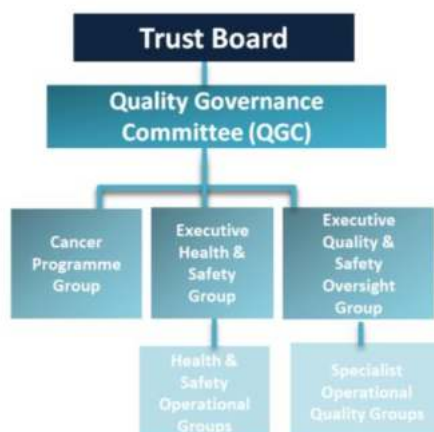 Trust Board
Quality Governance
Committee (QGC)
Cancer
Programme
Group
Executive
Health &
Safety
Group
Executive
Quality &
Safety
Oversight
Group
Health &
Safety
Operational
Groups
Specialist
Operational
Quality Groups